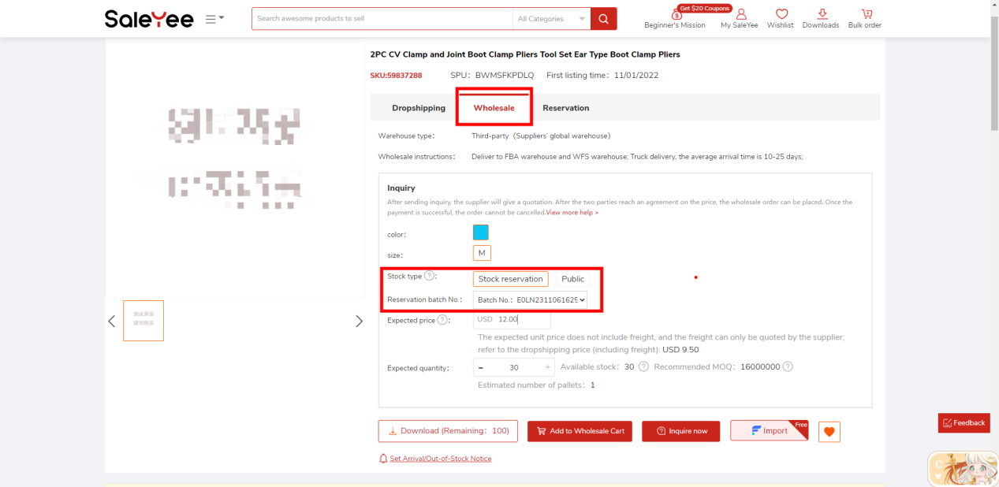 SaleYee
Search awesome products to sell
All Categories
Get $20 Coupons
Beginner's Mission
My SaleYee
Wishlist
Downloads
Bulk order
2PC CV Clamp and Joint Boot Clamp Pliers Tool Set Ear Type Boot Clamp Pliers
SKU:59837288 SPU: BWMSFKPDLQ First listing time: 11/01/2022
Dropshipping Wholesale Reservation
Warehouse type: Third-party (Suppliers' global warehouse)
Wholesale instructions: Deliver to FBA warehouse and WFS warehouse; Truck delivery, the average arrival time is 10-25 days;
Inquiry
After sending inquiry, the supplier will give a quotation. After the two parties reach an agreement on the price, the wholesale order can be placed. Once the
payment is successful, the order cannot be cancelled.View more help >
color:
size: M
Stock type ?: Stock reservation Public
Reservation batch No.: Batch No.: E0LN2311061625
Expected price ?: USD 12.00
The expected unit price does not include freight, and the freight can only be quoted by the supplier;
refer to the dropshipping price (including freight): USD 9.50
Expected quantity: - 30 + Available stock: 30 ? Recommended MOQ: 16000000 ?
Estimated number of pallets: 1
Download (Remaining: 100) Add to Wholesale Cart Inquire now Import Free
Set Arrival/Out-of-Stock Notice
Feedback